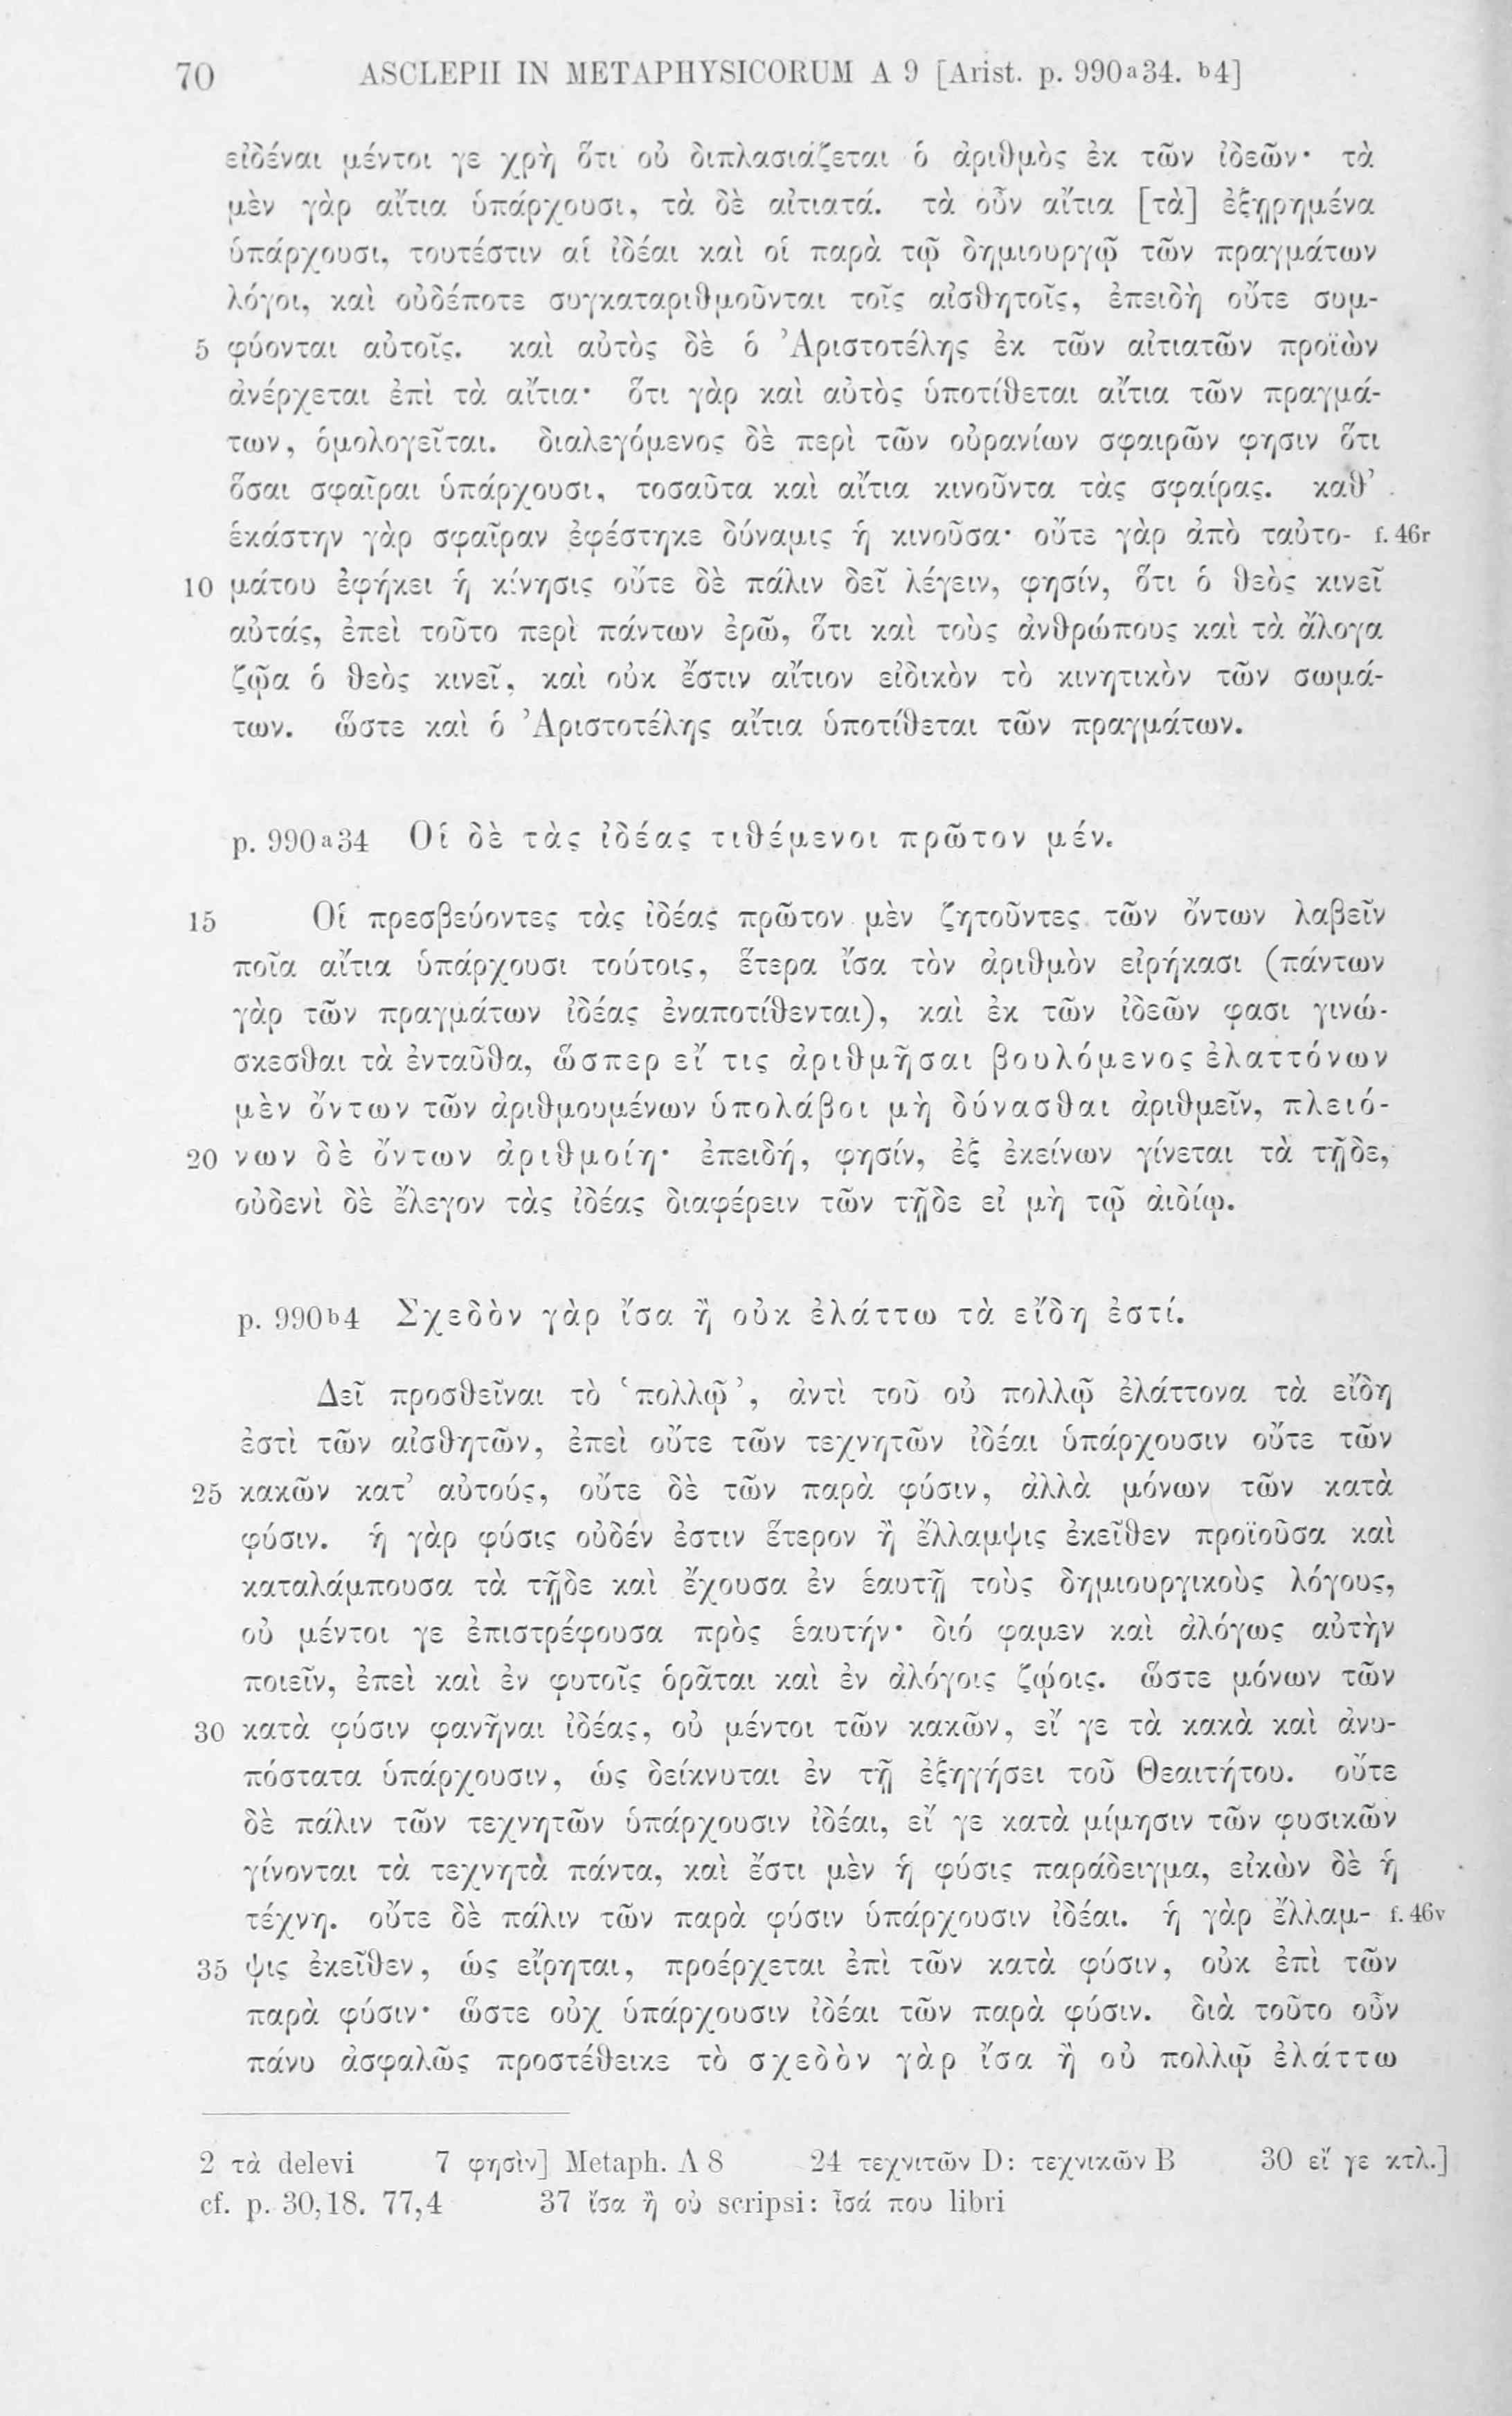 70 ASCLEPII IN METAPHYSICORUM A 9 [Arist. p. 990a34. b4]
εἰδέναι μέντοι γε χρὴ ὅτι οὐ διπλασιάζεται ὁ ἀριθμὸς ἐκ τῶν ἰδεῶν· τὰ
μὲν γὰρ αἴτια ὑπάρχουσι, τὰ δὲ αἰτιατά. τὰ οὖν αἴτια [τὰ] ἐξῃρημένα
ὑπάρχουσι, τουτέστιν αἱ ἰδέαι καὶ οἱ παρὰ τῷ δημιουργῷ τῶν πραγμάτων
λόγοι, καὶ οὐδέποτε συγκαταριθμοῦνται τοῖς αἰσθητοῖς, ἐπειδὴ οὔτε συμ-
5 φύονται αὐτοῖς. καὶ αὐτὸς δὲ ὁ Ἀριστοτέλης ἐκ τῶν αἰτιατῶν προϊὼν
ἀνέρχεται ἐπὶ τὰ αἴτια· ὅτι γὰρ καὶ αὐτὸς ὑποτίθεται αἴτια τῶν πραγμά-
των, ὁμολογεῖται. διαλεγόμενος δὲ περὶ τῶν οὐρανίων σφαιρῶν φησιν ὅτι
ὅσαι σφαῖραι ὑπάρχουσι, τοσαῦτα καὶ αἴτια κινοῦντα τὰς σφαίρας. καθ’
ἑκάστην γὰρ σφαῖραν ἐφέστηκε δύναμις ἡ κινοῦσα· οὔτε γὰρ ἀπὸ ταὐτο- f. 46r
10 μάτου ἐφήκει ἡ κίνησις οὔτε δὲ πάλιν δεῖ λέγειν, φησίν, ὅτι ὁ θεὸς κινεῖ
αὐτάς, ἐπεὶ τοῦτο περὶ πάντων ἐρῶ, ὅτι καὶ τοὺς ἀνθρώπους καὶ τὰ ἄλογα
ζῷα ὁ θεὸς κινεῖ, καὶ οὐκ ἔστιν αἴτιον εἰδικὸν τὸ κινητικὸν τῶν σωμά-
των. ὥστε καὶ ὁ Ἀριστοτέλης αἴτια ὑποτίθεται τῶν πραγμάτων.
p. 990a34 Οἱ δὲ τὰς ἰδέας τιθέμενοι πρῶτον μέν.
15 Οἱ πρεσβεύοντες τὰς ἰδέας πρῶτον μὲν ζητοῦντες τῶν ὄντων λαβεῖν
ποῖα αἴτια ὑπάρχουσι τούτοις, ἕτερα ἴσα τὸν ἀριθμὸν εἰρήκασι (πάντων
γὰρ τῶν πραγμάτων ἰδέας ἐναποτίθενται), καὶ ἐκ τῶν ἰδεῶν φασι γινώ-
σκεσθαι τὰ ἐνταῦθα, ὥσπερ εἴ τις ἀριθμῆσαι βουλόμενος ἐλαττόνων
μὲν ὄντων τῶν ἀριθμουμένων ὑπολάβοι μὴ δύνασθαι ἀριθμεῖν, πλειό-
20 νων δὲ ὄντων ἀριθμοίη· ἐπειδή, φησίν, ἐξ ἐκείνων γίνεται τὰ τῇδε,
οὐδενὶ δὲ ἔλεγον τὰς ἰδέας διαφέρειν τῶν τῇδε εἰ μὴ τῷ ἀιδίῳ.
p. 990b4 Σχεδὸν γὰρ ἴσα ἢ οὐκ ἐλάττω τὰ εἴδη ἐστί.
Δεῖ προσθεῖναι τὸ ‘πολλῷ’, ἀντὶ τοῦ οὐ πολλῷ ἐλάττονα τὰ εἴδη
ἐστὶ τῶν αἰσθητῶν, ἐπεὶ οὔτε τῶν τεχνητῶν ἰδέαι ὑπάρχουσιν οὔτε τῶν
25 κακῶν κατ’ αὐτούς, οὔτε δὲ τῶν παρὰ φύσιν, ἀλλὰ μόνων τῶν κατὰ
φύσιν. ἡ γὰρ φύσις οὐδέν ἐστιν ἕτερον ἢ ἔλλαμψις ἐκεῖθεν προϊοῦσα καὶ
καταλάμπουσα τὰ τῇδε καὶ ἔχουσα ἐν ἑαυτῇ τοὺς δημιουργικοὺς λόγους,
οὐ μέντοι γε ἐπιστρέφουσα πρὸς ἑαυτήν· διό φαμεν καὶ ἀλόγως αὐτὴν
ποιεῖν, ἐπεὶ καὶ ἐν φυτοῖς ὁρᾶται καὶ ἐν ἀλόγοις ζῴοις. ὥστε μόνων τῶν
30 κατὰ φύσιν φανῆναι ἰδέας, οὐ μέντοι τῶν κακῶν, εἴ γε τὰ κακὰ καὶ ἀνυ-
πόστατα ὑπάρχουσιν, ὡς δείκνυται ἐν τῇ ἐξηγήσει τοῦ Θεαιτήτου. οὔτε
δὲ πάλιν τῶν τεχνητῶν ὑπάρχουσιν ἰδέαι, εἴ γε κατὰ μίμησιν τῶν φυσικῶν
γίνονται τὰ τεχνητὰ πάντα, καὶ ἔστι μὲν ἡ φύσις παράδειγμα, εἰκὼν δὲ ἡ
τέχνη. οὔτε δὲ πάλιν τῶν παρὰ φύσιν ὑπάρχουσιν ἰδέαι. ἡ γὰρ ἔλλαμ- f. 46v
35 ψις ἐκεῖθεν, ὡς εἴρηται, προέρχεται ἐπὶ τῶν κατὰ φύσιν, οὐκ ἐπὶ τῶν
παρὰ φύσιν· ὥστε οὐχ ὑπάρχουσιν ἰδέαι τῶν παρὰ φύσιν. διὰ τοῦτο οὖν
πάνυ ἀσφαλῶς προστέθεικε τὸ σχεδὸν γὰρ ἴσα ἢ οὐ πολλῷ ἐλάττω
2 τὰ delevi 7 φησὶν] Metaph. Λ 8 24 τεχνιτῶν D: τεχνικῶν B 30 εἴ γε κτλ.]
cf. p. 30,18. 77,4 37 ἴσα ἢ οὐ scripsi: ἶσά που libri